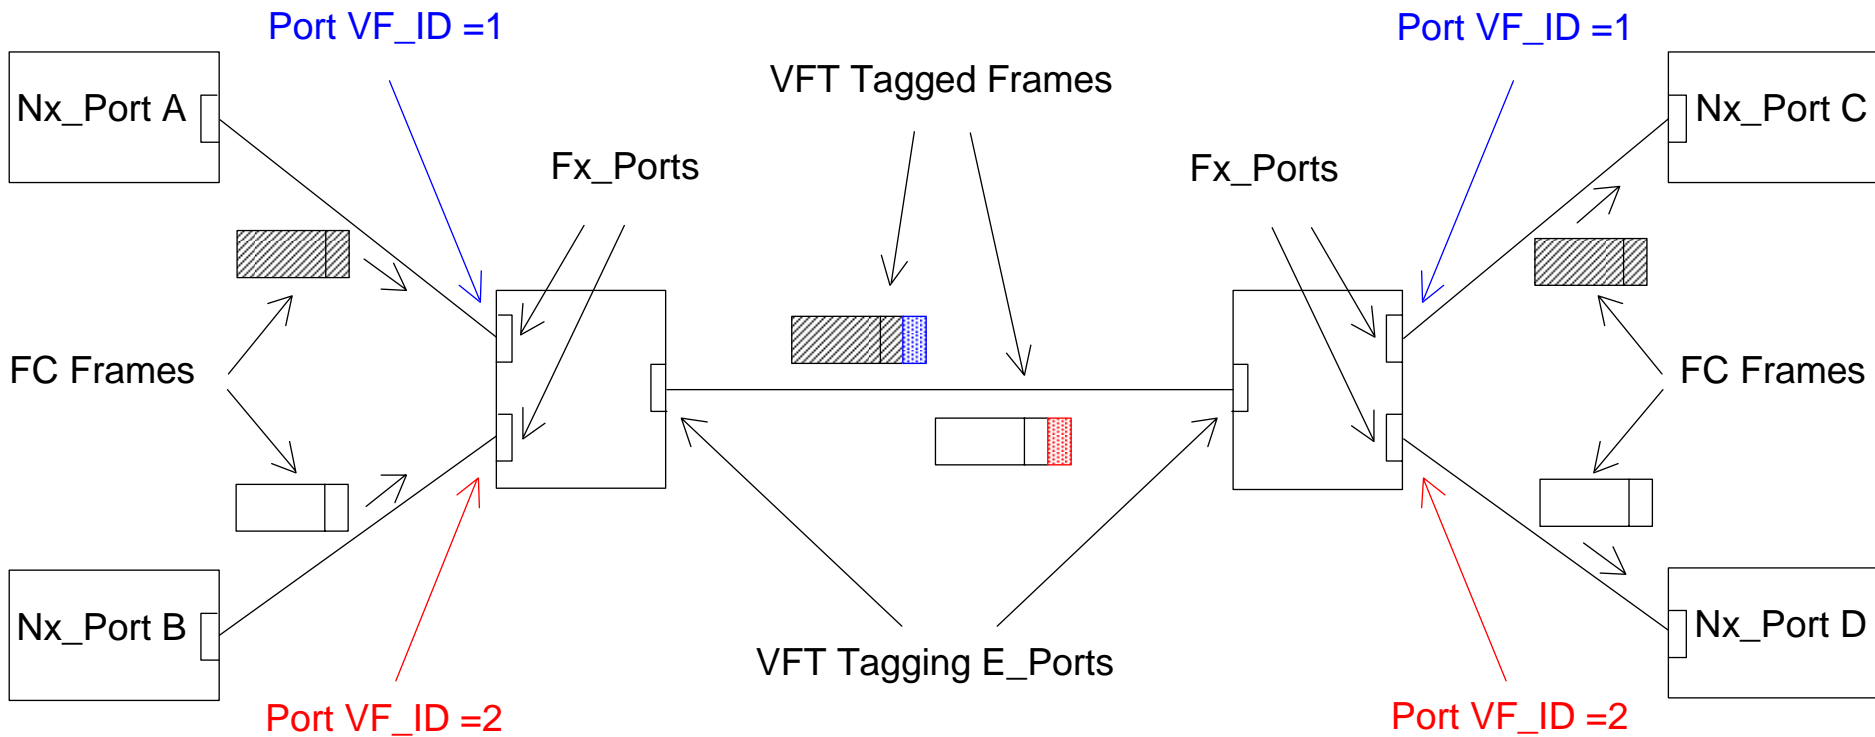 Port VF_ID =1
Port VF_ID =1
VFT Tagged Frames
Nx_Port A
Nx_Port C
Fx_Ports
Fx_Ports
FC Frames
FC Frames
Nx_Port B
Nx_Port D
VFT Tagging E_Ports
Port VF_ID =2
Port VF_ID =2